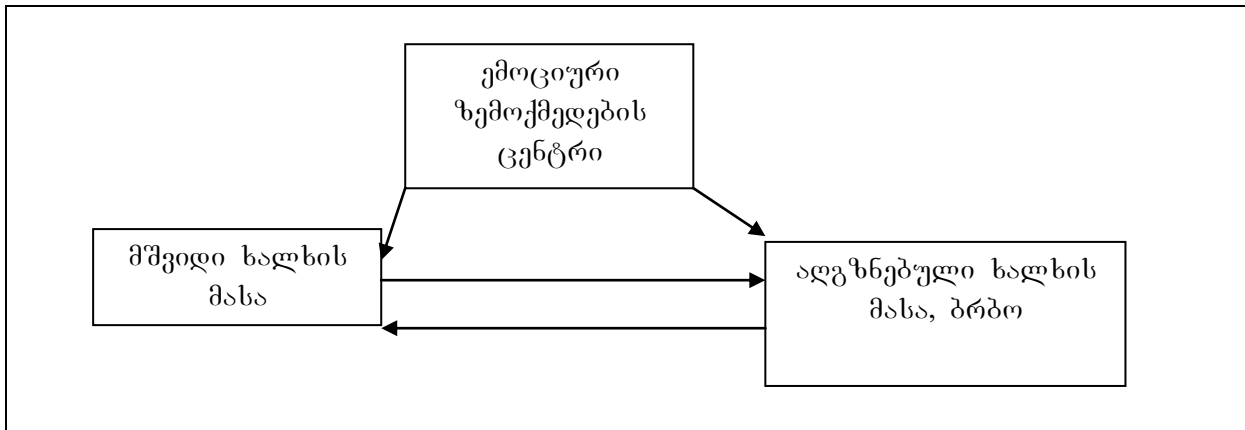 ემოციური
ზემოქმედების
ცენტრი
მშვიდი ხალხის
მასა
აღგზნებული ხალხის
მასა, ბრბო